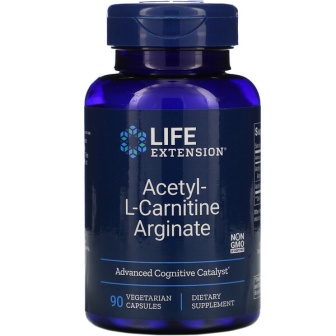 LIFE
EXTENSION®
Acetyl-
L-Carnitine
Arginate
NON
GMO
Advanced Cognitive Catalyst*
90 VEGETARIAN CAPSULES
DIETARY SUPPLEMENT